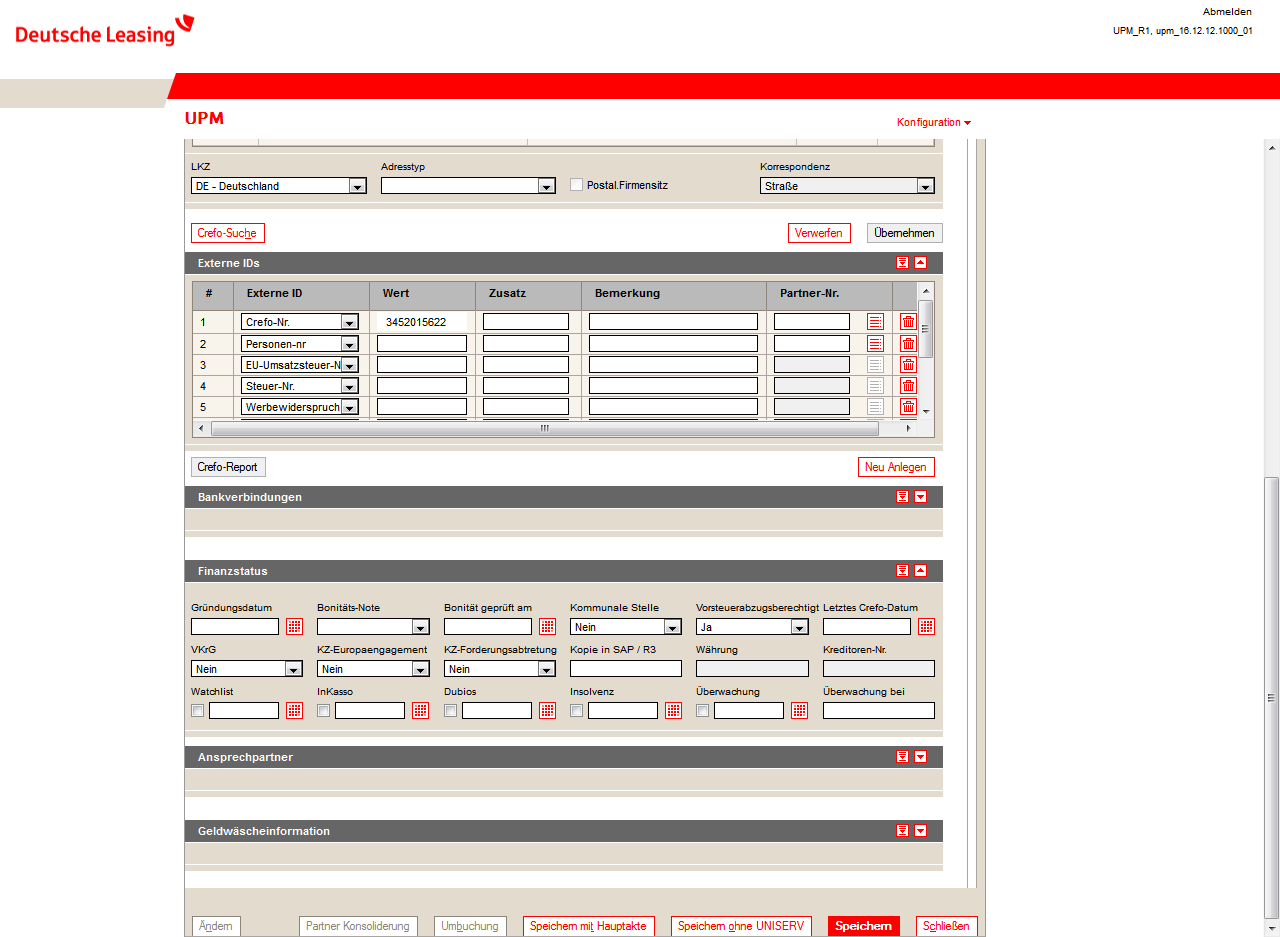 Abmelden
Deutsche Leasing
UPM_R1, upm_16.12.12.1000_01
UPM
Konfiguration
LKZ Adresstyp Korrespondenz
DE - Deutschland Postal.Firmensitz Straße
Crefo-Suche Verwerfen Übernehmen
Externe IDs
# Externe ID Wert Zusatz Bemerkung Partner-Nr.
1 Crefo-Nr. 3452015622
2 Personen-nr
3 EU-Umsatzsteuer-N
4 Steuer-Nr.
5 Werbewiderspruch
Crefo-Report Neu Anlegen
Bankverbindungen
Finanzstatus
Gründungsdatum Bonitäts-Note Bonität geprüft am Kommunale Stelle Vorsteuerabzugsberechtigt Letztes Crefo-Datum
Nein Ja
VKrG KZ-Europaengagement KZ-Forderungsabtretung Kopie in SAP / R3 Währung Kreditoren-Nr.
Nein Nein Nein
Watchlist InKasso Dubios Insolvenz Überwachung Überwachung bei
Ansprechpartner
Geldwäscheinformation
Ändem Partner Konsolidierung Umbuchung Speichern mit Hauptakte Speichern ohne UNISERV Speichern Schließen